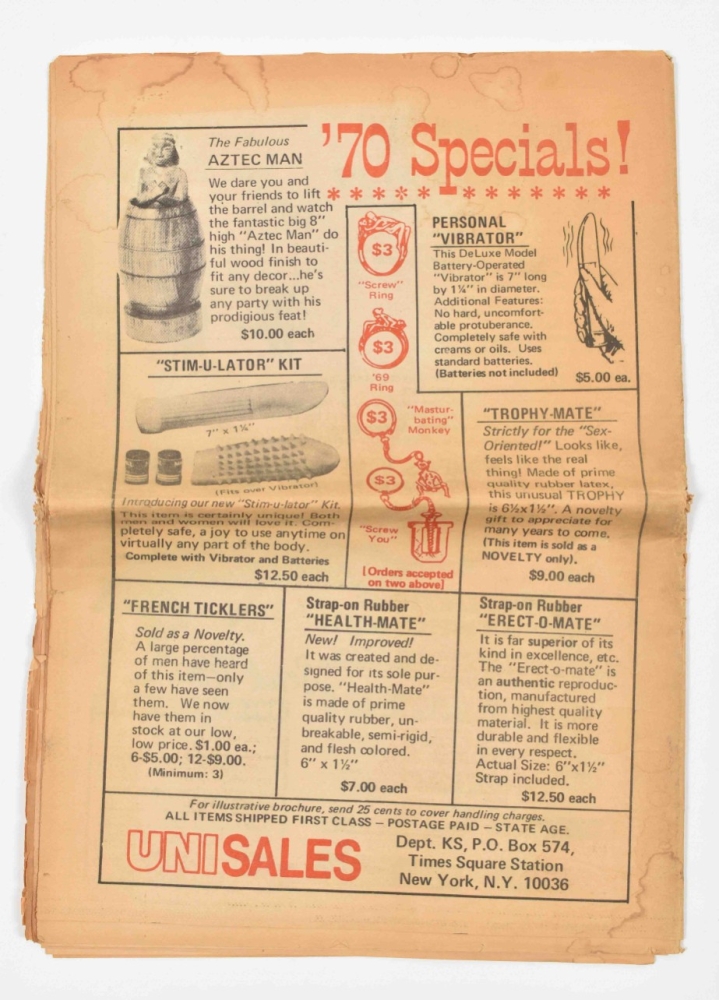 '70 Specials!
The Fabulous
AZTEC MAN
We dare you and
your friends to lift
the barrel and watch
the fantastic big 8"
high "Aztec Man" do
his thing! In beauti-
ful wood finish to
fit any decor...he's
sure to break up
any party with his
prodigious feat!
$10.00 each
$3
"Screw"
Ring
$3
'69
Ring
$3
"Mastur-
bating"
Monkey
$3
"Screw
You"
[Orders accepted
on two above]
PERSONAL
"VIBRATOR"
This DeLuxe Model
Battery-Operated
"Vibrator" is 7" long
by 1¼" in diameter.
Additional Features:
No hard, uncomfort-
able protuberance.
Completely safe with
creams or oils. Uses
standard batteries.
(Batteries not included)
$5.00 ea.
"STIM-U-LATOR" KIT
7" x 1¼"
(Fits over Vibrator)
Introducing our new "Stim-u-lator" Kit.
This item is certainly unique! Both
men and women will love it. Com-
pletely safe, a joy to use anytime on
virtually any part of the body.
Complete with Vibrator and Batteries
$12.50 each
"TROPHY-MATE"
Strictly for the "Sex-
Oriented!" Looks like,
feels like the real
thing! Made of prime
quality rubber latex,
this unusual TROPHY
is 6½x1½". A novelty
gift to appreciate for
many years to come.
(This item is sold as a
NOVELTY only).
$9.00 each
"FRENCH TICKLERS"
Sold as a Novelty.
A large percentage
of men have heard
of this item—only
a few have seen
them. We now
have them in
stock at our low,
low price. $1.00 ea.;
6-$5.00; 12-$9.00.
(Minimum: 3)
Strap-on Rubber
"HEALTH-MATE"
New! Improved!
It was created and de-
signed for its sole pur-
pose. "Health-Mate"
is made of prime
quality rubber, un-
breakable, semi-rigid,
and flesh colored.
6" x 1½"
$7.00 each
Strap-on Rubber
"ERECT-O-MATE"
It is far superior of its
kind in excellence, etc.
The "Erect-o-mate" is
an authentic reproduc-
tion, manufactured
from highest quality
material. It is more
durable and flexible
in every respect.
Actual Size: 6"x1½"
Strap included.
$12.50 each
For illustrative brochure, send 25 cents to cover handling charges.
ALL ITEMS SHIPPED FIRST CLASS — POSTAGE PAID — STATE AGE.
UNISALES
Dept. KS, P.O. Box 574,
Times Square Station
New York, N.Y. 10036